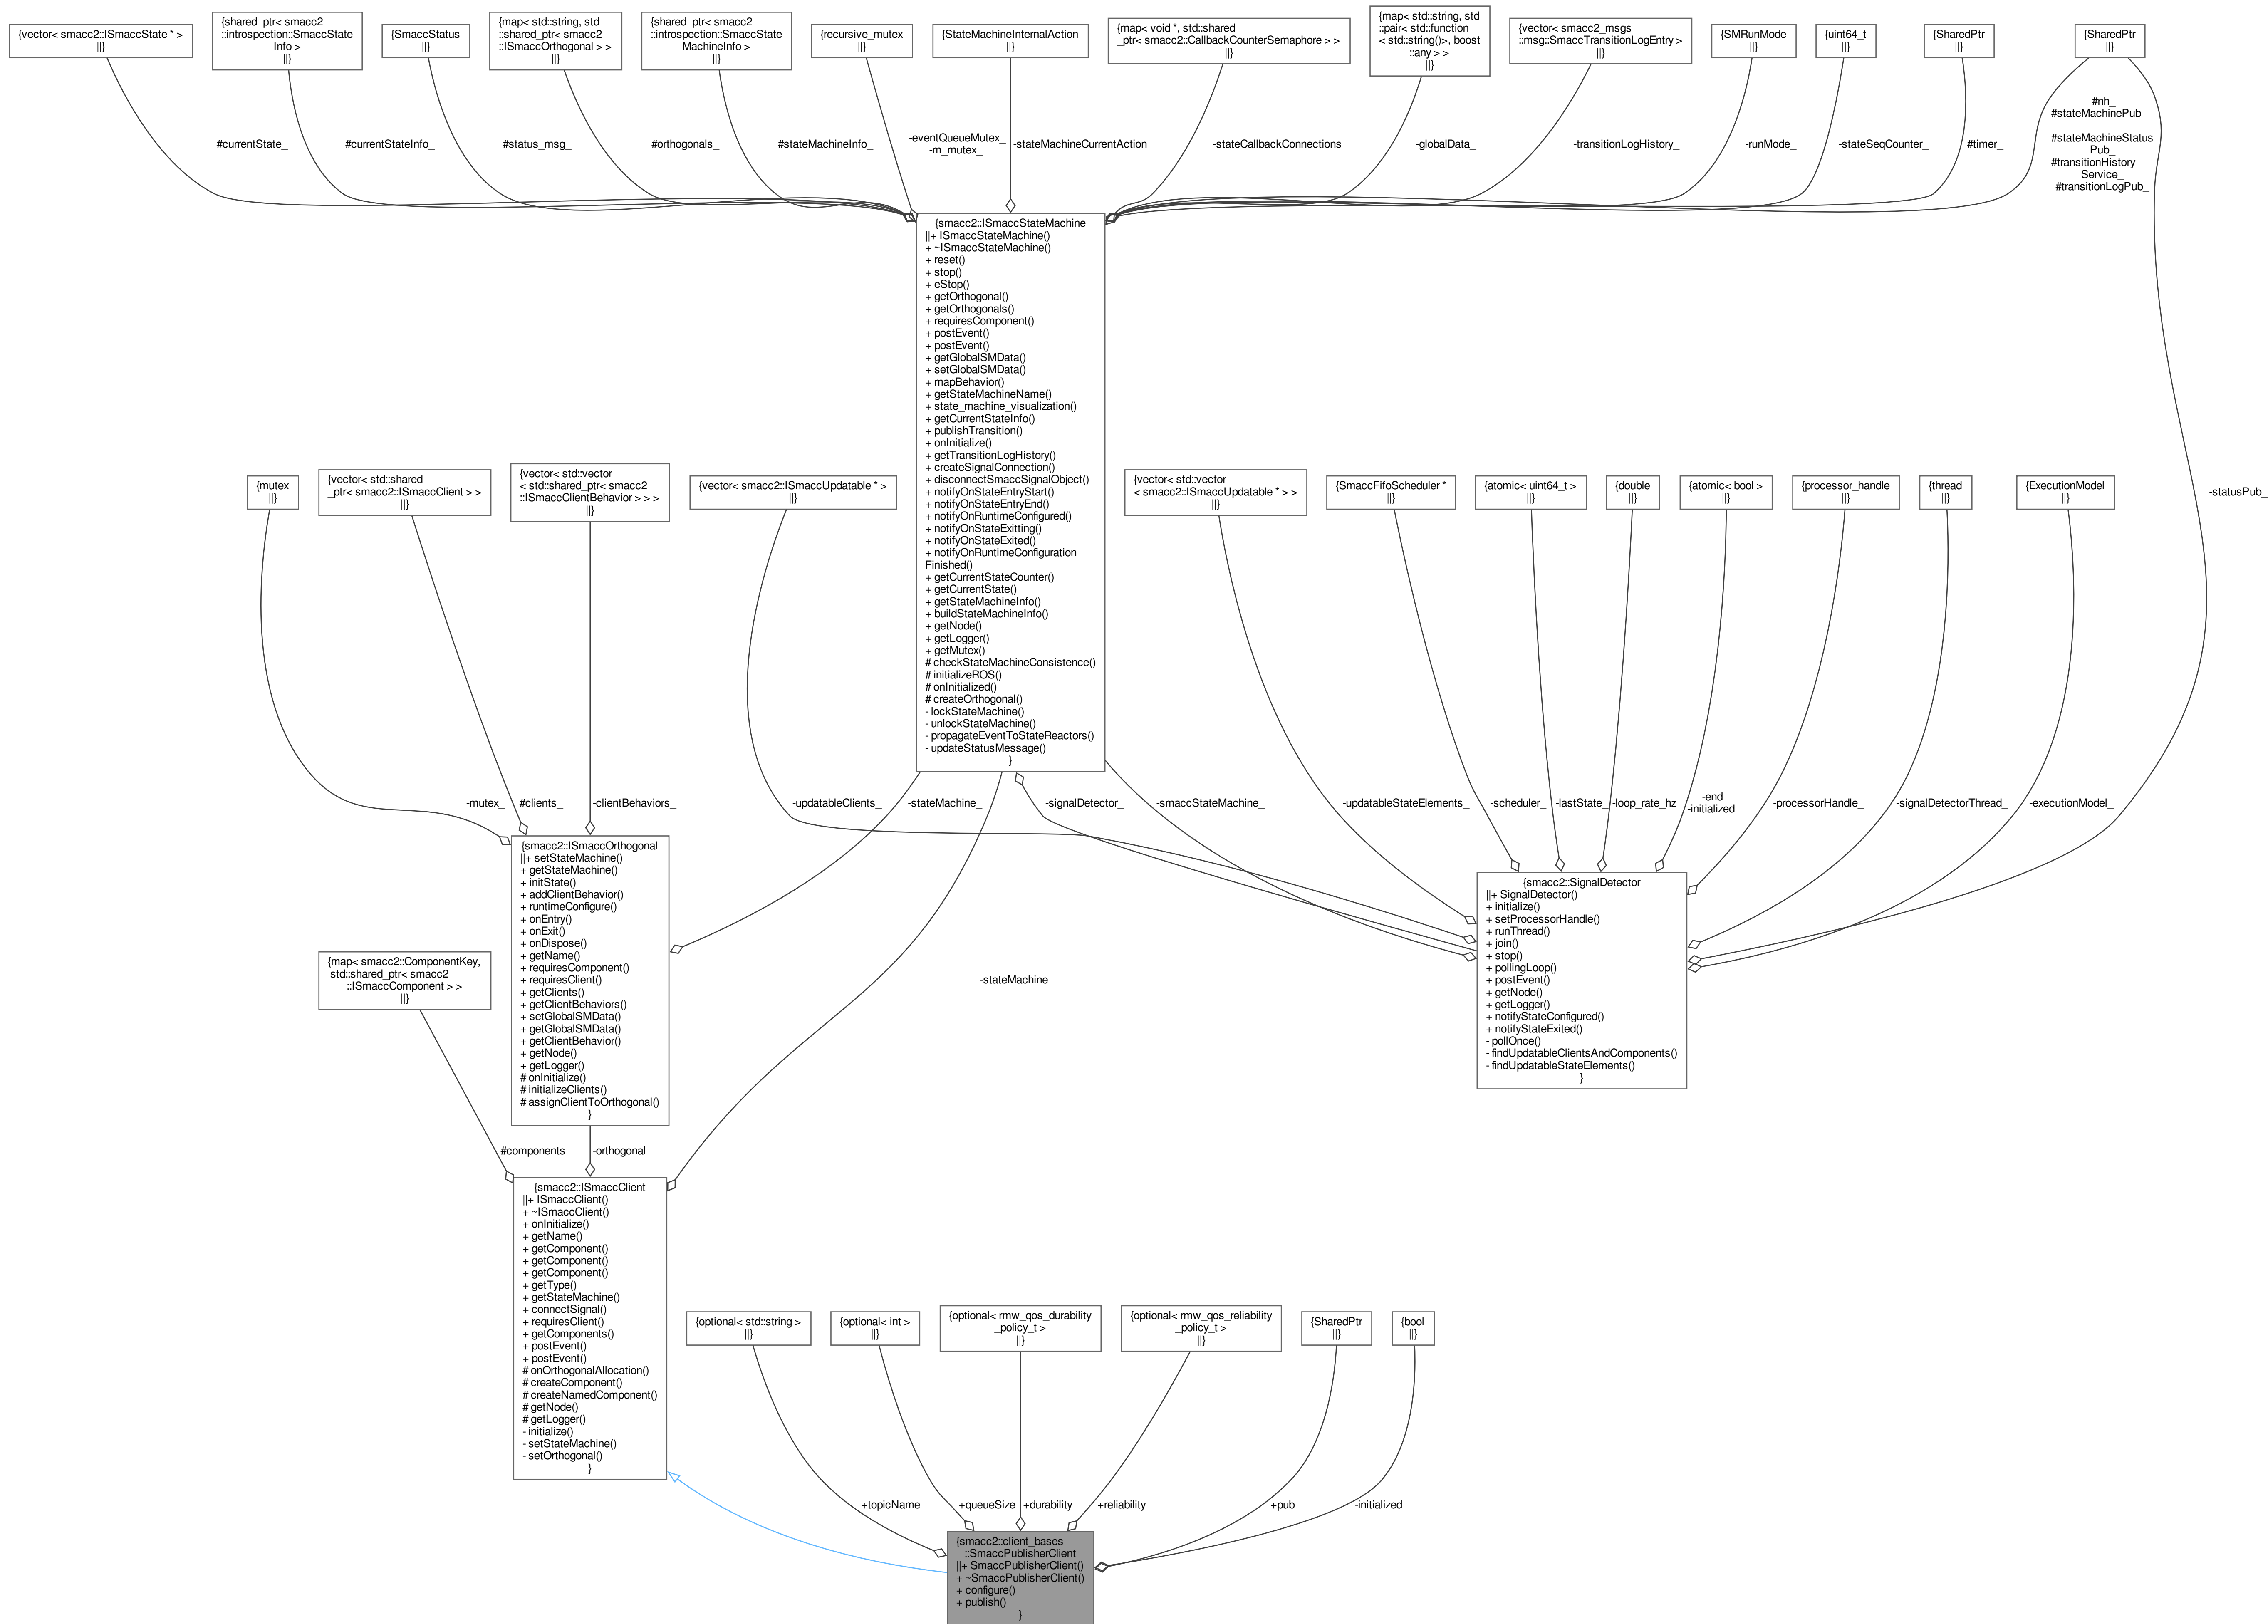 {vector< smacc2::ISmaccState * >
||}
{shared_ptr< smacc2
::introspection::SmaccState
Info >
||}
{SmaccStatus
||}
{map< std::string, std
::shared_ptr< smacc2
::ISmaccOrthogonal > >
||}
{shared_ptr< smacc2
::introspection::SmaccState
MachineInfo >
||}
{recursive_mutex
||}
{StateMachineInternalAction
||}
{map< void *, std::shared
_ptr< smacc2::CallbackCounterSemaphore > >
||}
{map< std::string, std
::pair< std::function
< std::string()>, boost
::any > >
||}
{vector< smacc2_msgs
::msg::SmaccTransitionLogEntry >
||}
{SMRunMode
||}
{uint64_t
||}
{SharedPtr
||}
{SharedPtr
||}
#currentState_
#currentStateInfo_
#status_msg_
#orthogonals_
#stateMachineInfo_
-eventQueueMutex_
-m_mutex_
-stateMachineCurrentAction
-stateCallbackConnections
-globalData_
-transitionLogHistory_
-runMode_
-stateSeqCounter_
#timer_
#nh_
#stateMachinePub
_
#stateMachineStatus
Pub_
#transitionHistory
Service_
#transitionLogPub_
{smacc2::ISmaccStateMachine
||+ ISmaccStateMachine()
+ ~ISmaccStateMachine()
+ reset()
+ stop()
+ eStop()
+ getOrthogonal()
+ getOrthogonals()
+ requiresComponent()
+ postEvent()
+ postEvent()
+ getGlobalSMData()
+ setGlobalSMData()
+ mapBehavior()
+ getStateMachineName()
+ state_machine_visualization()
+ getCurrentStateInfo()
+ publishTransition()
+ onInitialize()
+ getTransitionLogHistory()
+ createSignalConnection()
+ disconnectSmaccSignalObject()
+ notifyOnStateEntryStart()
+ notifyOnStateEntryEnd()
+ notifyOnRuntimeConfigured()
+ notifyOnStateExitting()
+ notifyOnStateExited()
+ notifyOnRuntimeConfiguration
Finished()
+ getCurrentStateCounter()
+ getCurrentState()
+ getStateMachineInfo()
+ buildStateMachineInfo()
+ getNode()
+ getLogger()
+ getMutex()
# checkStateMachineConsistence()
# initializeROS()
# onInitialized()
# createOrthogonal()
- lockStateMachine()
- unlockStateMachine()
- propagateEventToStateReactors()
- updateStatusMessage()
}
{mutex
||}
{vector< std::shared
_ptr< smacc2::ISmaccClient > >
||}
{vector< std::vector
< std::shared_ptr< smacc2
::ISmaccClientBehavior > > >
||}
{vector< smacc2::ISmaccUpdatable * >
||}
{vector< std::vector
< smacc2::ISmaccUpdatable * > >
||}
{SmaccFifoScheduler *
||}
{atomic< uint64_t >
||}
{double
||}
{atomic< bool >
||}
{processor_handle
||}
{thread
||}
{ExecutionModel
||}
-statusPub_
-mutex_
#clients_
-clientBehaviors_
-updatableClients_
-stateMachine_
-signalDetector_
-smaccStateMachine_
-updatableStateElements_
-scheduler_
-lastState_
-loop_rate_hz
-end_
-initialized_
-processorHandle_
-signalDetectorThread_
-executionModel_
{smacc2::ISmaccOrthogonal
||+ setStateMachine()
+ getStateMachine()
+ initState()
+ addClientBehavior()
+ runtimeConfigure()
+ onEntry()
+ onExit()
+ onDispose()
+ getName()
+ requiresComponent()
+ requiresClient()
+ getClients()
+ getClientBehaviors()
+ setGlobalSMData()
+ getGlobalSMData()
+ getClientBehavior()
+ getNode()
+ getLogger()
# onInitialize()
# initializeClients()
# assignClientToOrthogonal()
}
{smacc2::SignalDetector
||+ SignalDetector()
+ initialize()
+ setProcessorHandle()
+ runThread()
+ join()
+ stop()
+ pollingLoop()
+ postEvent()
+ getNode()
+ getLogger()
+ notifyStateConfigured()
+ notifyStateExited()
- pollOnce()
- findUpdatableClientsAndComponents()
- findUpdatableStateElements()
}
{map< smacc2::ComponentKey,
std::shared_ptr< smacc2
::ISmaccComponent > >
||}
-stateMachine_
#components_
-orthogonal_
{smacc2::ISmaccClient
||+ ISmaccClient()
+ ~ISmaccClient()
+ onInitialize()
+ getName()
+ getComponent()
+ getComponent()
+ getComponent()
+ getType()
+ getStateMachine()
+ connectSignal()
+ requiresClient()
+ getComponents()
+ postEvent()
+ postEvent()
# onOrthogonalAllocation()
# createComponent()
# createNamedComponent()
# getNode()
# getLogger()
- initialize()
- setStateMachine()
- setOrthogonal()
}
{optional< std::string >
||}
{optional< int >
||}
{optional< rmw_qos_durability
_policy_t >
||}
{optional< rmw_qos_reliability
_policy_t >
||}
{SharedPtr
||}
{bool
||}
+topicName
+queueSize
+durability
+reliability
+pub_
-initialized_
{smacc2::client_bases
::SmaccPublisherClient
||+ SmaccPublisherClient()
+ ~SmaccPublisherClient()
+ configure()
+ publish()
}